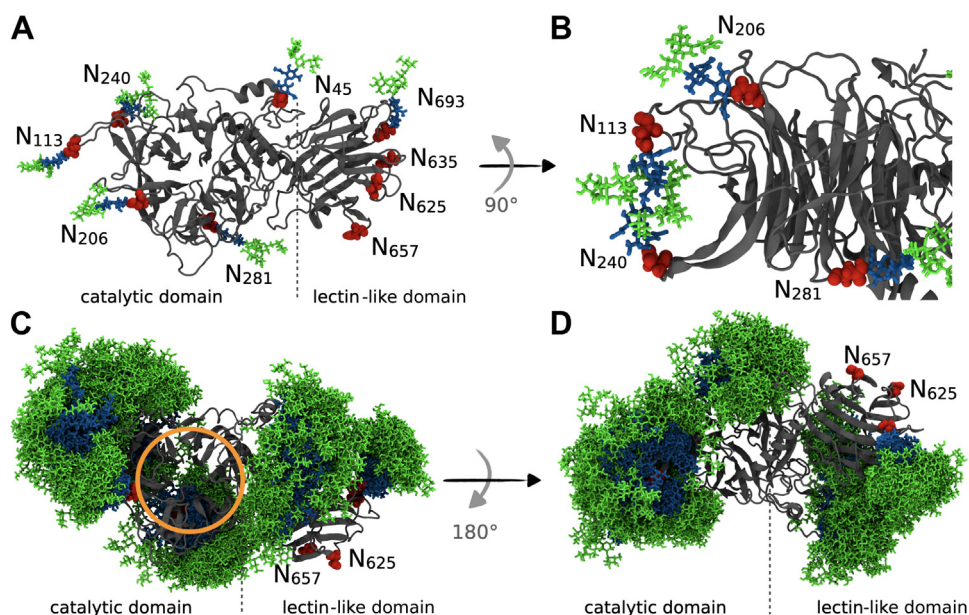 A
N240
N45
N693
N113
N635
N625
N206
N657
N281
catalytic domain
lectin-like domain
90°
B
N206
N113
N240
N281
C
N657
N625
catalytic domain
lectin-like domain
180°
D
N657
N625
catalytic domain
lectin-like domain